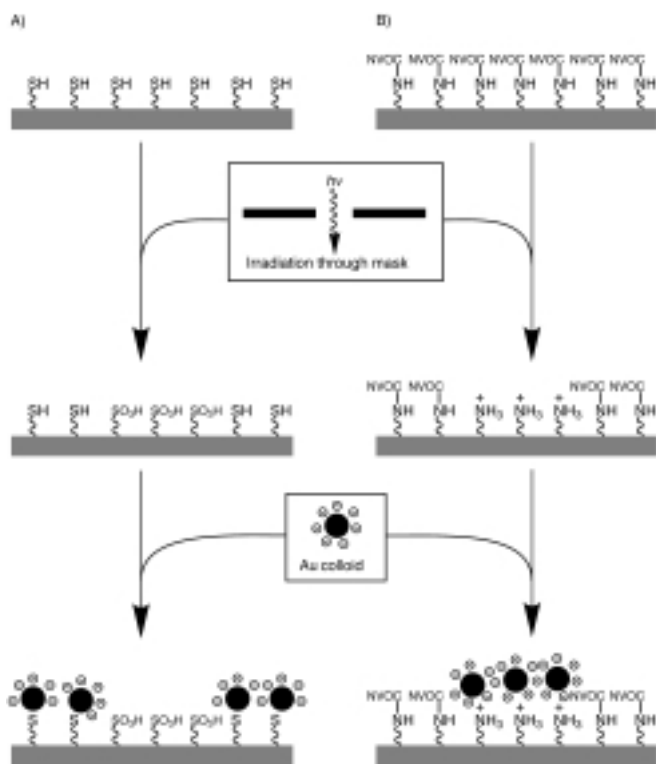 A) B)
NVOC NVOC NVOC NVOC NVOC NVOC NVOC
SH SH SH SH SH SH SH NH NH NH NH NH NH NH
hν
Irradiation through mask
NVOC NVOC + + + NVOC NVOC
SH SH SO₃H SO₃H SO₃H SH SH NH NH NH₃ NH₃ NH₃ NH NH
Au colloid
NVOC NVOC + + NVOC NVOC
S S SO₃H SO₃H SO₃H S S NH NH NH₃ NH₃ NH₃ NH NH